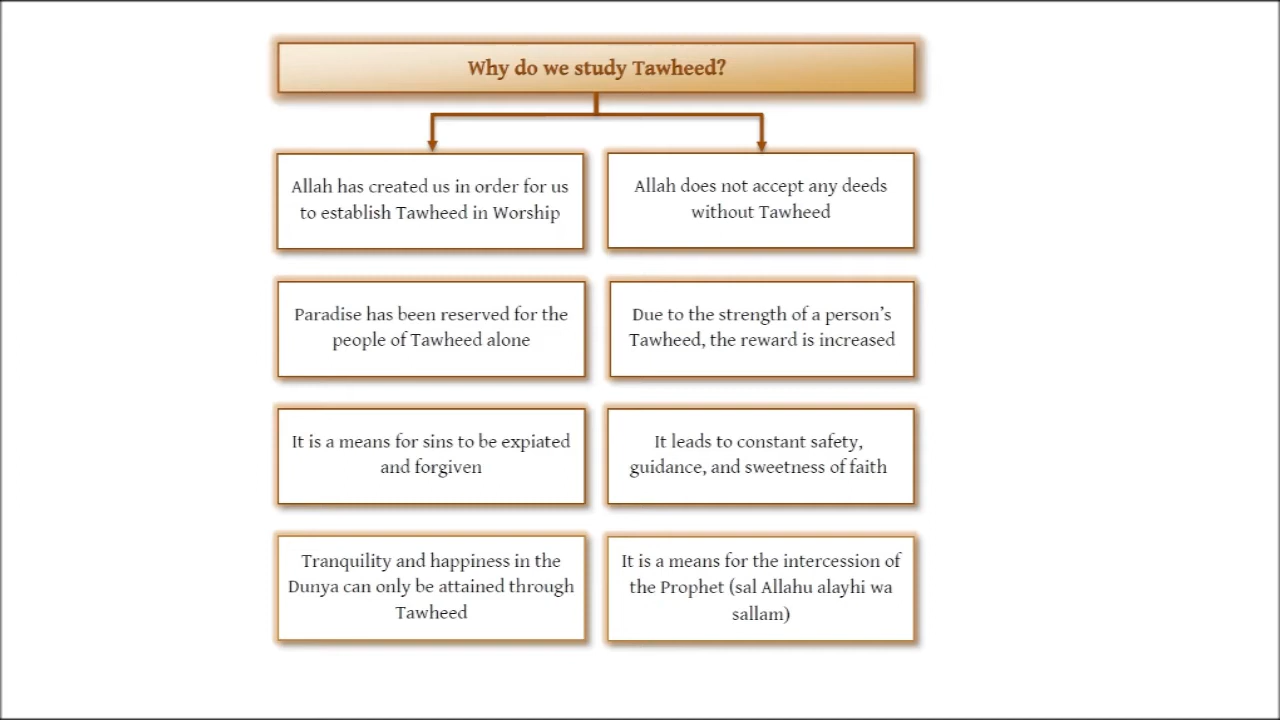 Why do we study Tawheed?
Allah has created us in order for us
to establish Tawheed in Worship
Allah does not accept any deeds
without Tawheed
Paradise has been reserved for the
people of Tawheed alone
Due to the strength of a person's
Tawheed, the reward is increased
It is a means for sins to be expiated
and forgiven
It leads to constant safety,
guidance, and sweetness of faith
Tranquility and happiness in the
Dunya can only be attained through
Tawheed
It is a means for the intercession of
the Prophet (sal Allahu alayhi wa
sallam)